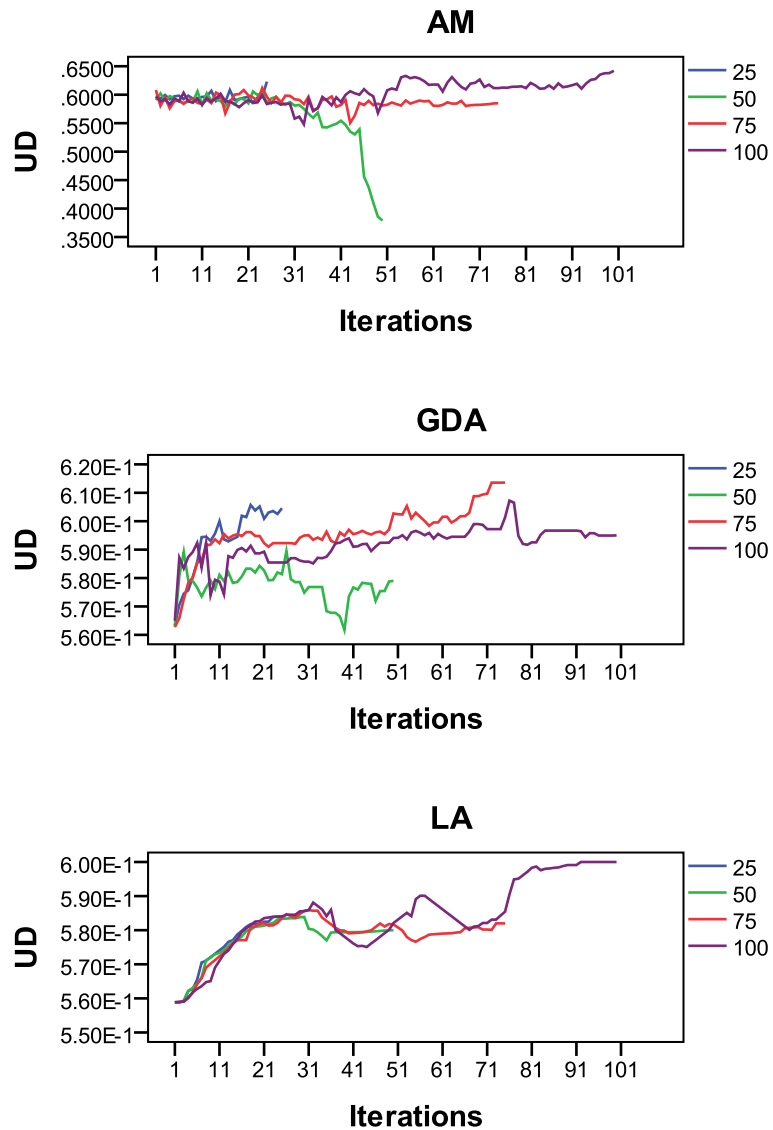 AM
.6500
.6000
.5500
.5000
.4500
.4000
.3500
UD
1 11 21 31 41 51 61 71 81 91 101
Iterations
25
50
75
100
GDA
6.20E-1
6.10E-1
6.00E-1
5.90E-1
5.80E-1
5.70E-1
5.60E-1
UD
1 11 21 31 41 51 61 71 81 91 101
Iterations
25
50
75
100
LA
6.00E-1
5.90E-1
5.80E-1
5.70E-1
5.60E-1
5.50E-1
UD
1 11 21 31 41 51 61 71 81 91 101
Iterations
25
50
75
100